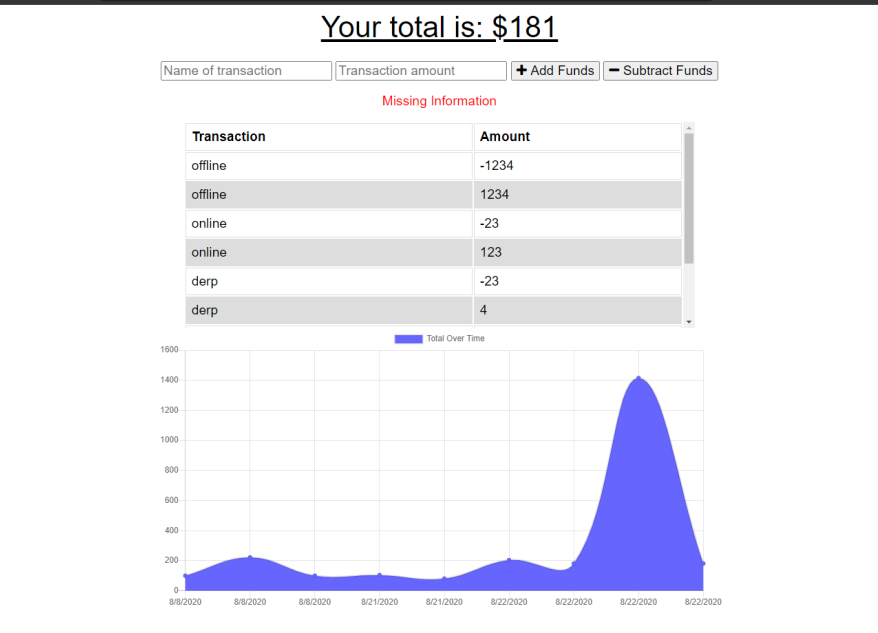 Your total is: $181
Name of transaction Transaction amount + Add Funds − Subtract Funds
Missing Information
Transaction Amount
offline -1234
offline 1234
online -23
online 123
derp -23
derp 4
Total Over Time
1600
1400
1200
1000
800
600
400
200
0
8/8/2020 8/8/2020 8/8/2020 8/21/2020 8/21/2020 8/22/2020 8/22/2020 8/22/2020 8/22/2020